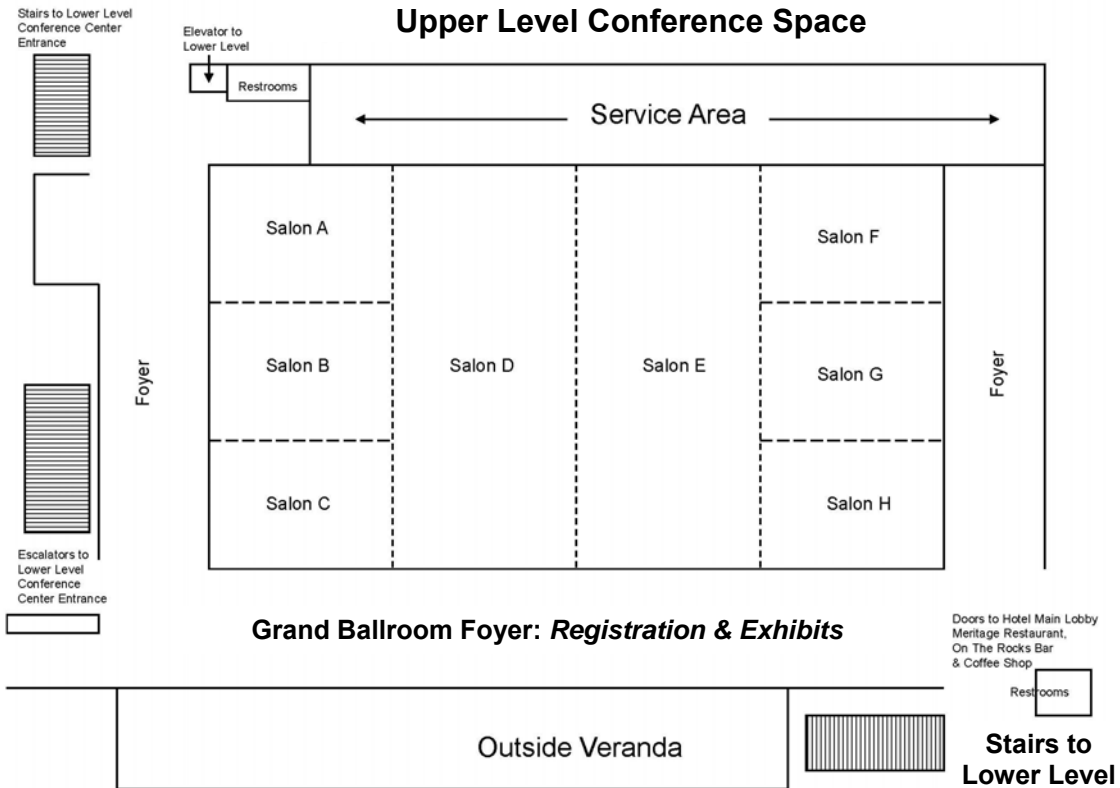 Stairs to Lower Level
Conference Center
Entrance
Upper Level Conference Space
Elevator to
Lower Level
Restrooms
Service Area
Salon A
Salon F
Foyer
Salon B
Salon D
Salon E
Salon G
Foyer
Salon C
Salon H
Escalators to
Lower Level
Conference
Center Entrance
Grand Ballroom Foyer: Registration & Exhibits
Doors to Hotel Main Lobby
Meritage Restaurant,
On The Rocks Bar
& Coffee Shop
Restrooms
Outside Veranda
Stairs to
Lower Level